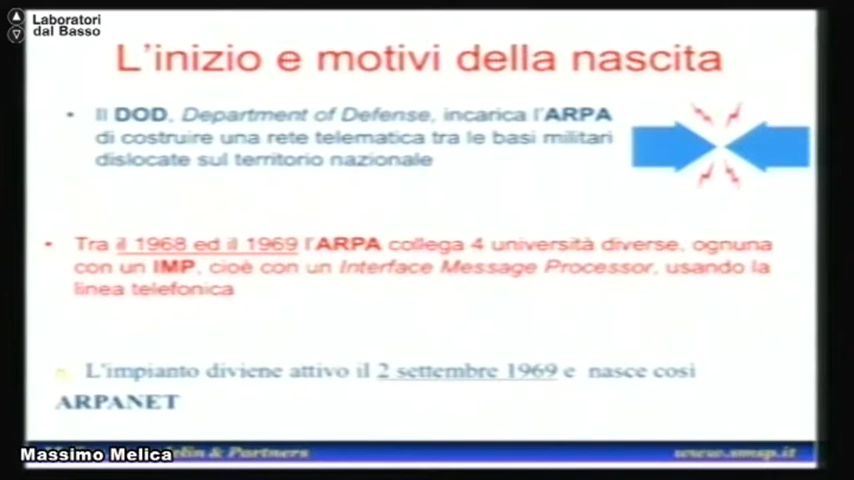 Laboratori
dal Basso
L'inizio e motivi della nascita
• Il DOD, Department of Defense, incarica l'ARPA
di costruire una rete telematica tra le basi militari
dislocate sul territorio nazionale
• Tra il 1968 ed il 1969 l'ARPA collega 4 università diverse, ognuna
con un IMP, cioè con un Interface Message Processor, usando la
linea telefonica
L'impianto diviene attivo il 2 settembre 1969 e nasce così
ARPANET
Massimo Melica
& Partners